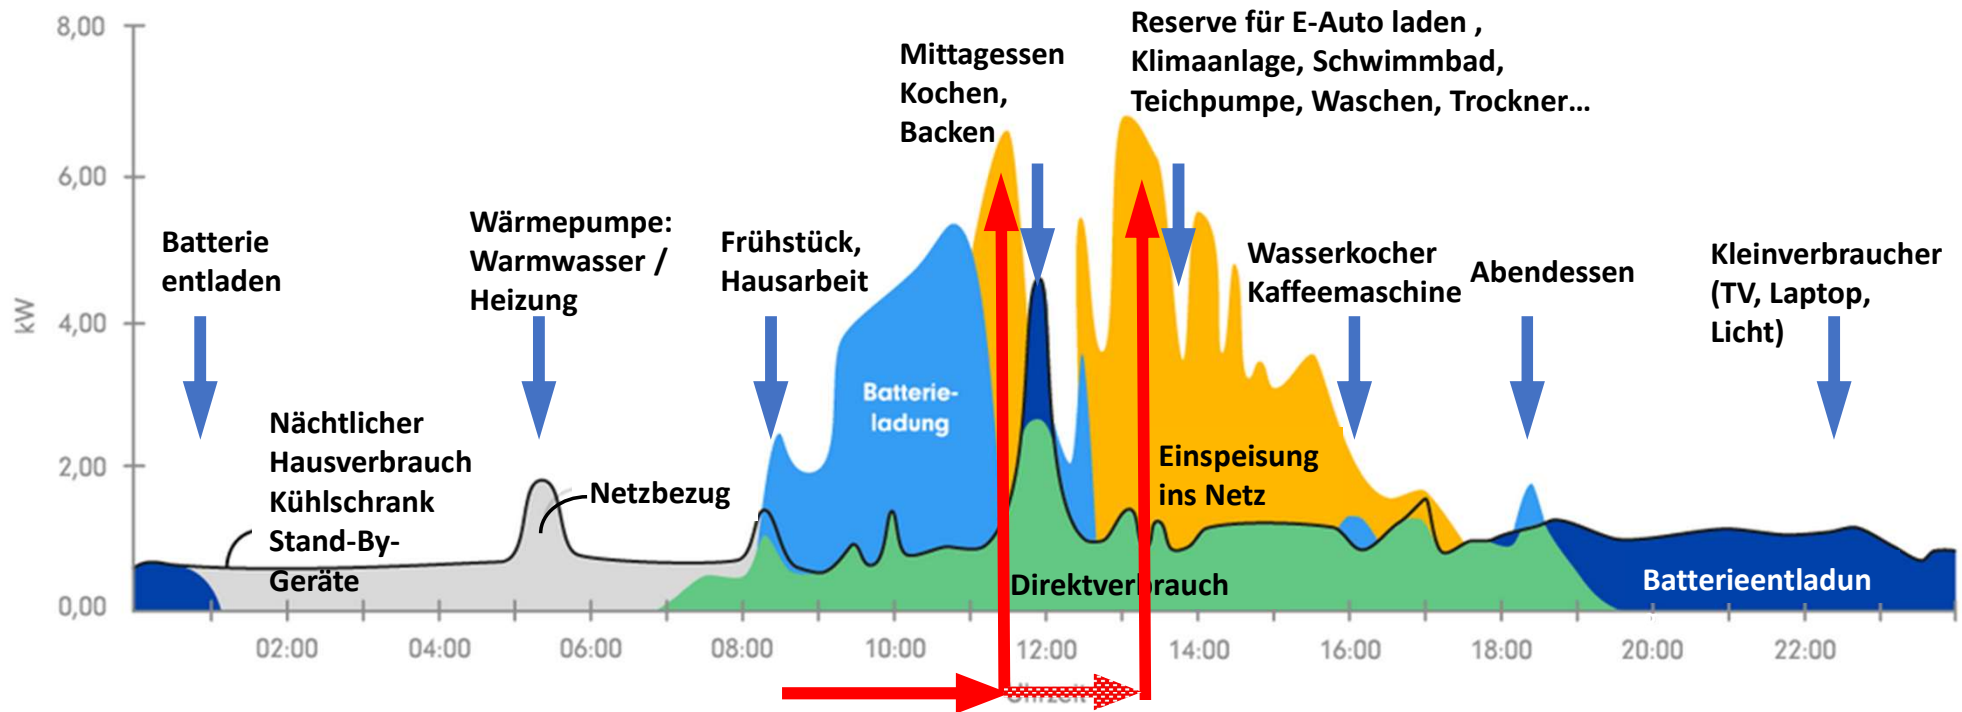 8,00
6,00
4,00
2,00
0,00
kW
Batterie
entladen
Nächtlicher
Hausverbrauch
Kühlschrank
Stand-By-
Geräte
Wärmepumpe:
Warmwasser /
Heizung
Netzbezug
Frühstück,
Hausarbeit
Batterie-
ladung
Mittagessen
Kochen,
Backen
Reserve für E-Auto laden ,
Klimaanlage, Schwimmbad,
Teichpumpe, Waschen, Trockner...
Einspeisung
ins Netz
Direktverbrauch
Wasserkocher
Kaffeemaschine
Abendessen
Kleinverbraucher
(TV, Laptop,
Licht)
Batterieentladun
02:00 04:00 06:00 08:00 10:00 12:00 14:00 16:00 18:00 20:00 22:00